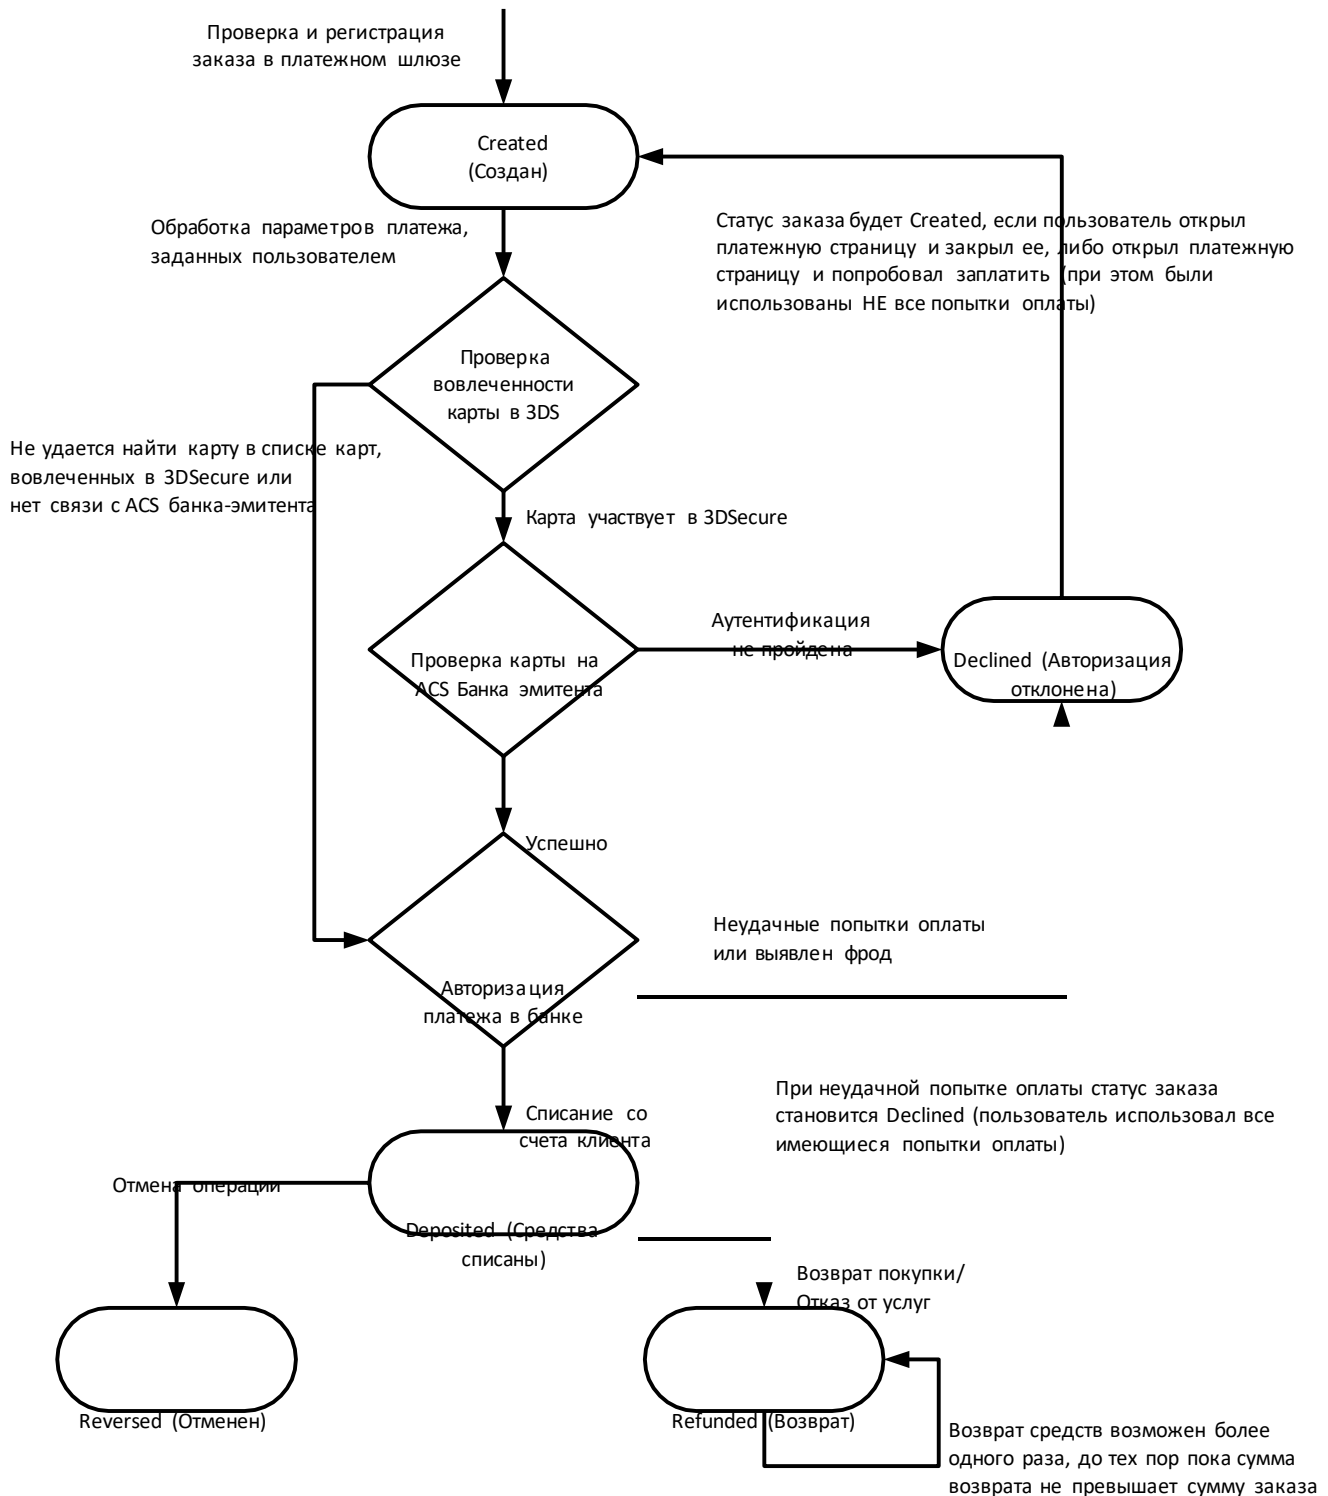 Проверка и регистрация
заказа в платежном шлюзе
Created
(Создан)
Обработка параметров платежа,
заданных пользователем
Статус заказа будет Created, если пользователь открыл
платежную страницу и закрыл ее, либо открыл платежную
страницу и попробовал заплатить (при этом были
использованы НЕ все попытки оплаты)
Проверка
вовлеченности
карты в 3DS
Не удается найти карту в списке карт,
вовлеченных в 3DSecure или
нет связи с ACS банка-эмитента
Карта участвует в 3DSecure
Аутентификация
не пройдена
Проверка карты на
ACS Банка эмитента
Declined (Авторизация
отклонена)
Успешно
Неудачные попытки оплаты
или выявлен фрод
Авторизация
платежа в банке
При неудачной попытке оплаты статус заказа
становится Declined (пользователь использовал все
имеющиеся попытки оплаты)
Списание со
счета клиента
Отмена операции
Deposited (Средства
списаны)
Возврат покупки/
Отказ от услуг
Reversed (Отменен)
Refunded (Возврат)
Возврат средств возможен более
одного раза, до тех пор пока сумма
возврата не превышает сумму заказа